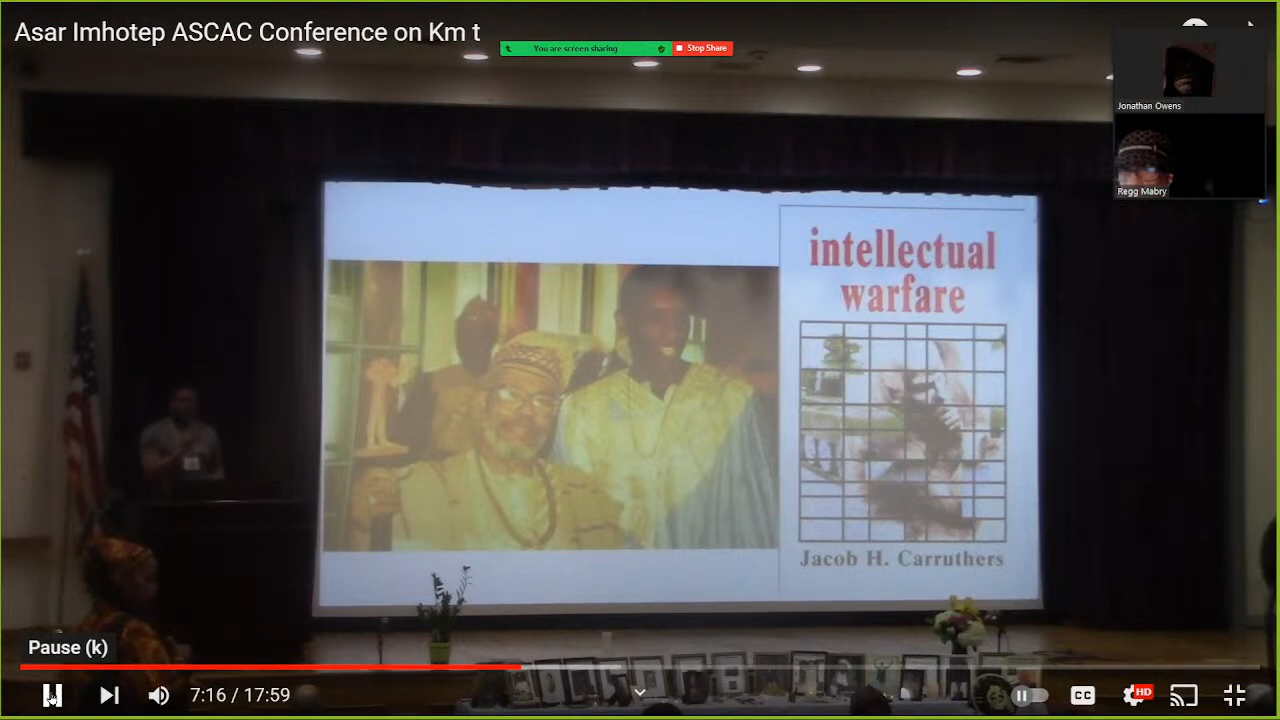 Asar Imhotep ASCAC Conference on Km t
You are screen sharing
Stop Share
Jonathan Owens
Regg Mabry
intellectual
warfare
Jacob H. Carruthers
Pause (k)
7:16 / 17:59
CC
HD